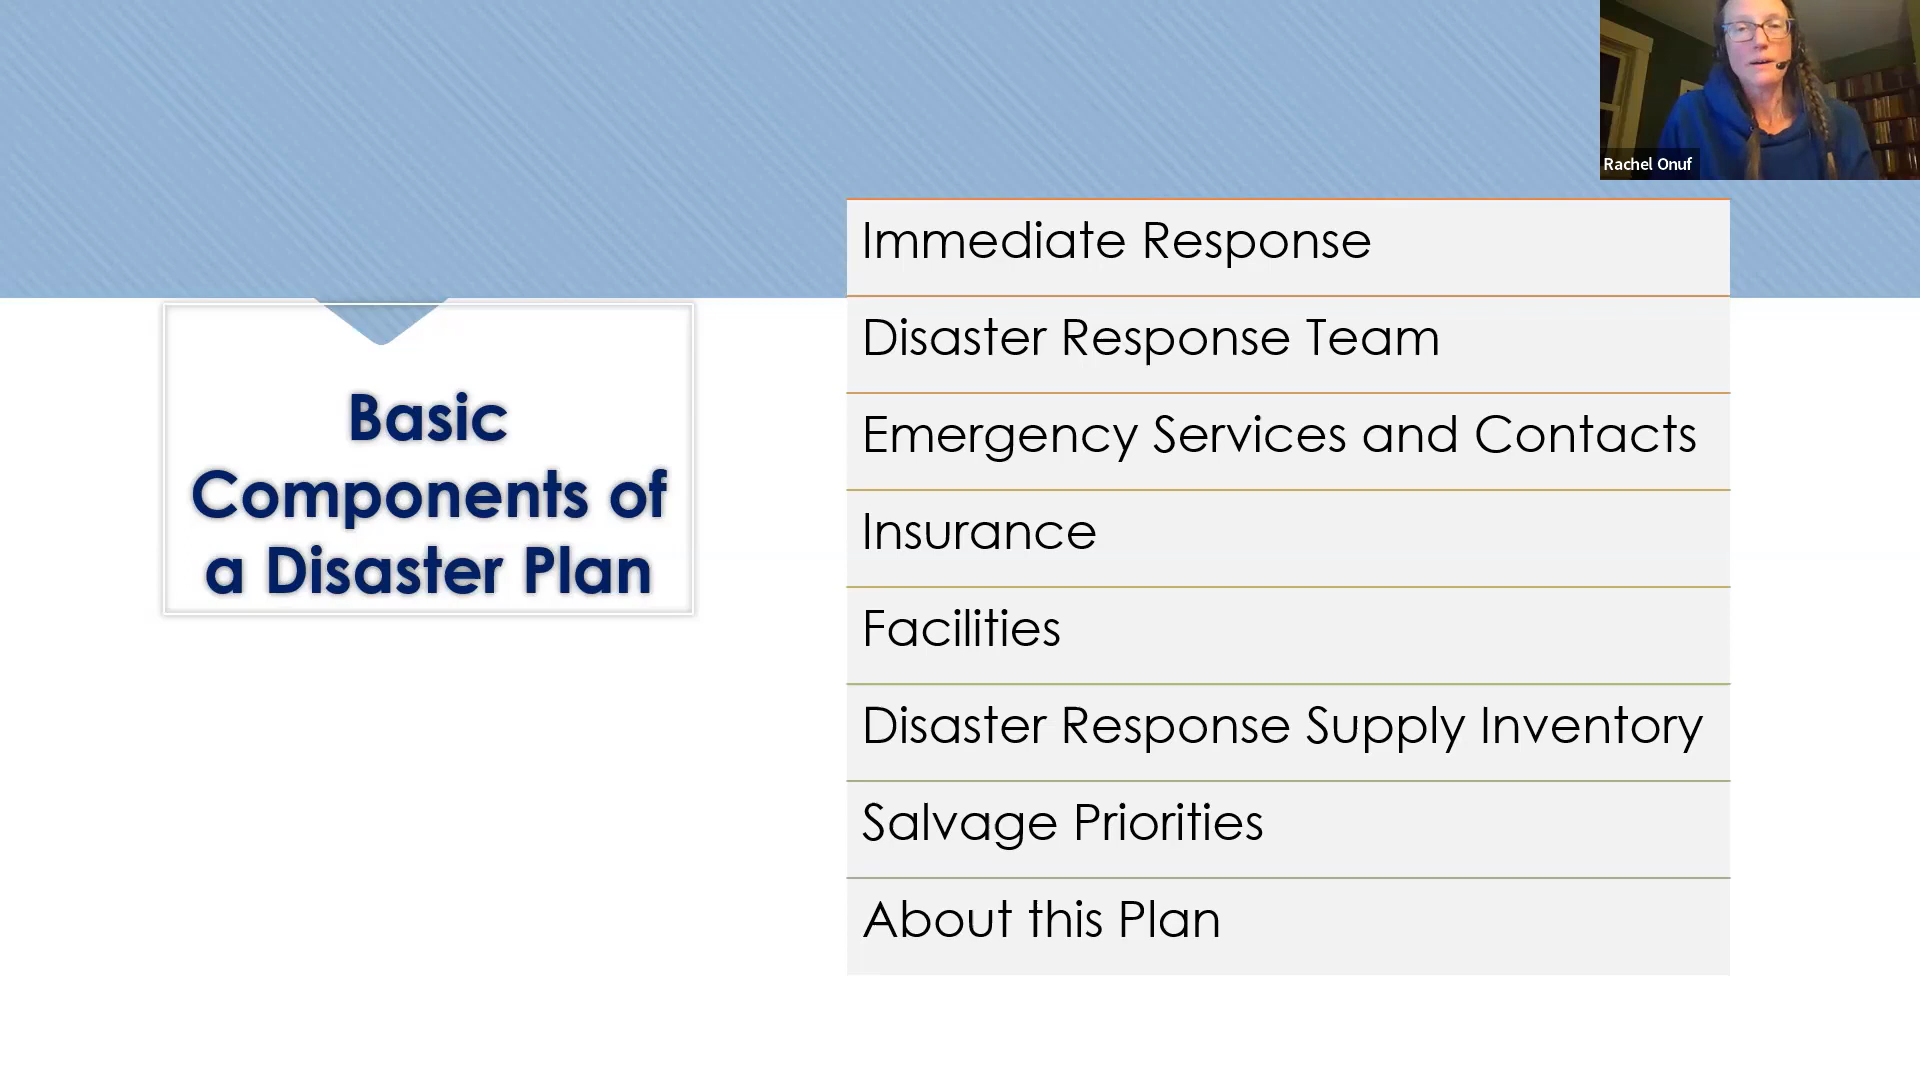 Rachel Onuf
Basic
Components of
a Disaster Plan
Immediate Response
Disaster Response Team
Emergency Services and Contacts
Insurance
Facilities
Disaster Response Supply Inventory
Salvage Priorities
About this Plan